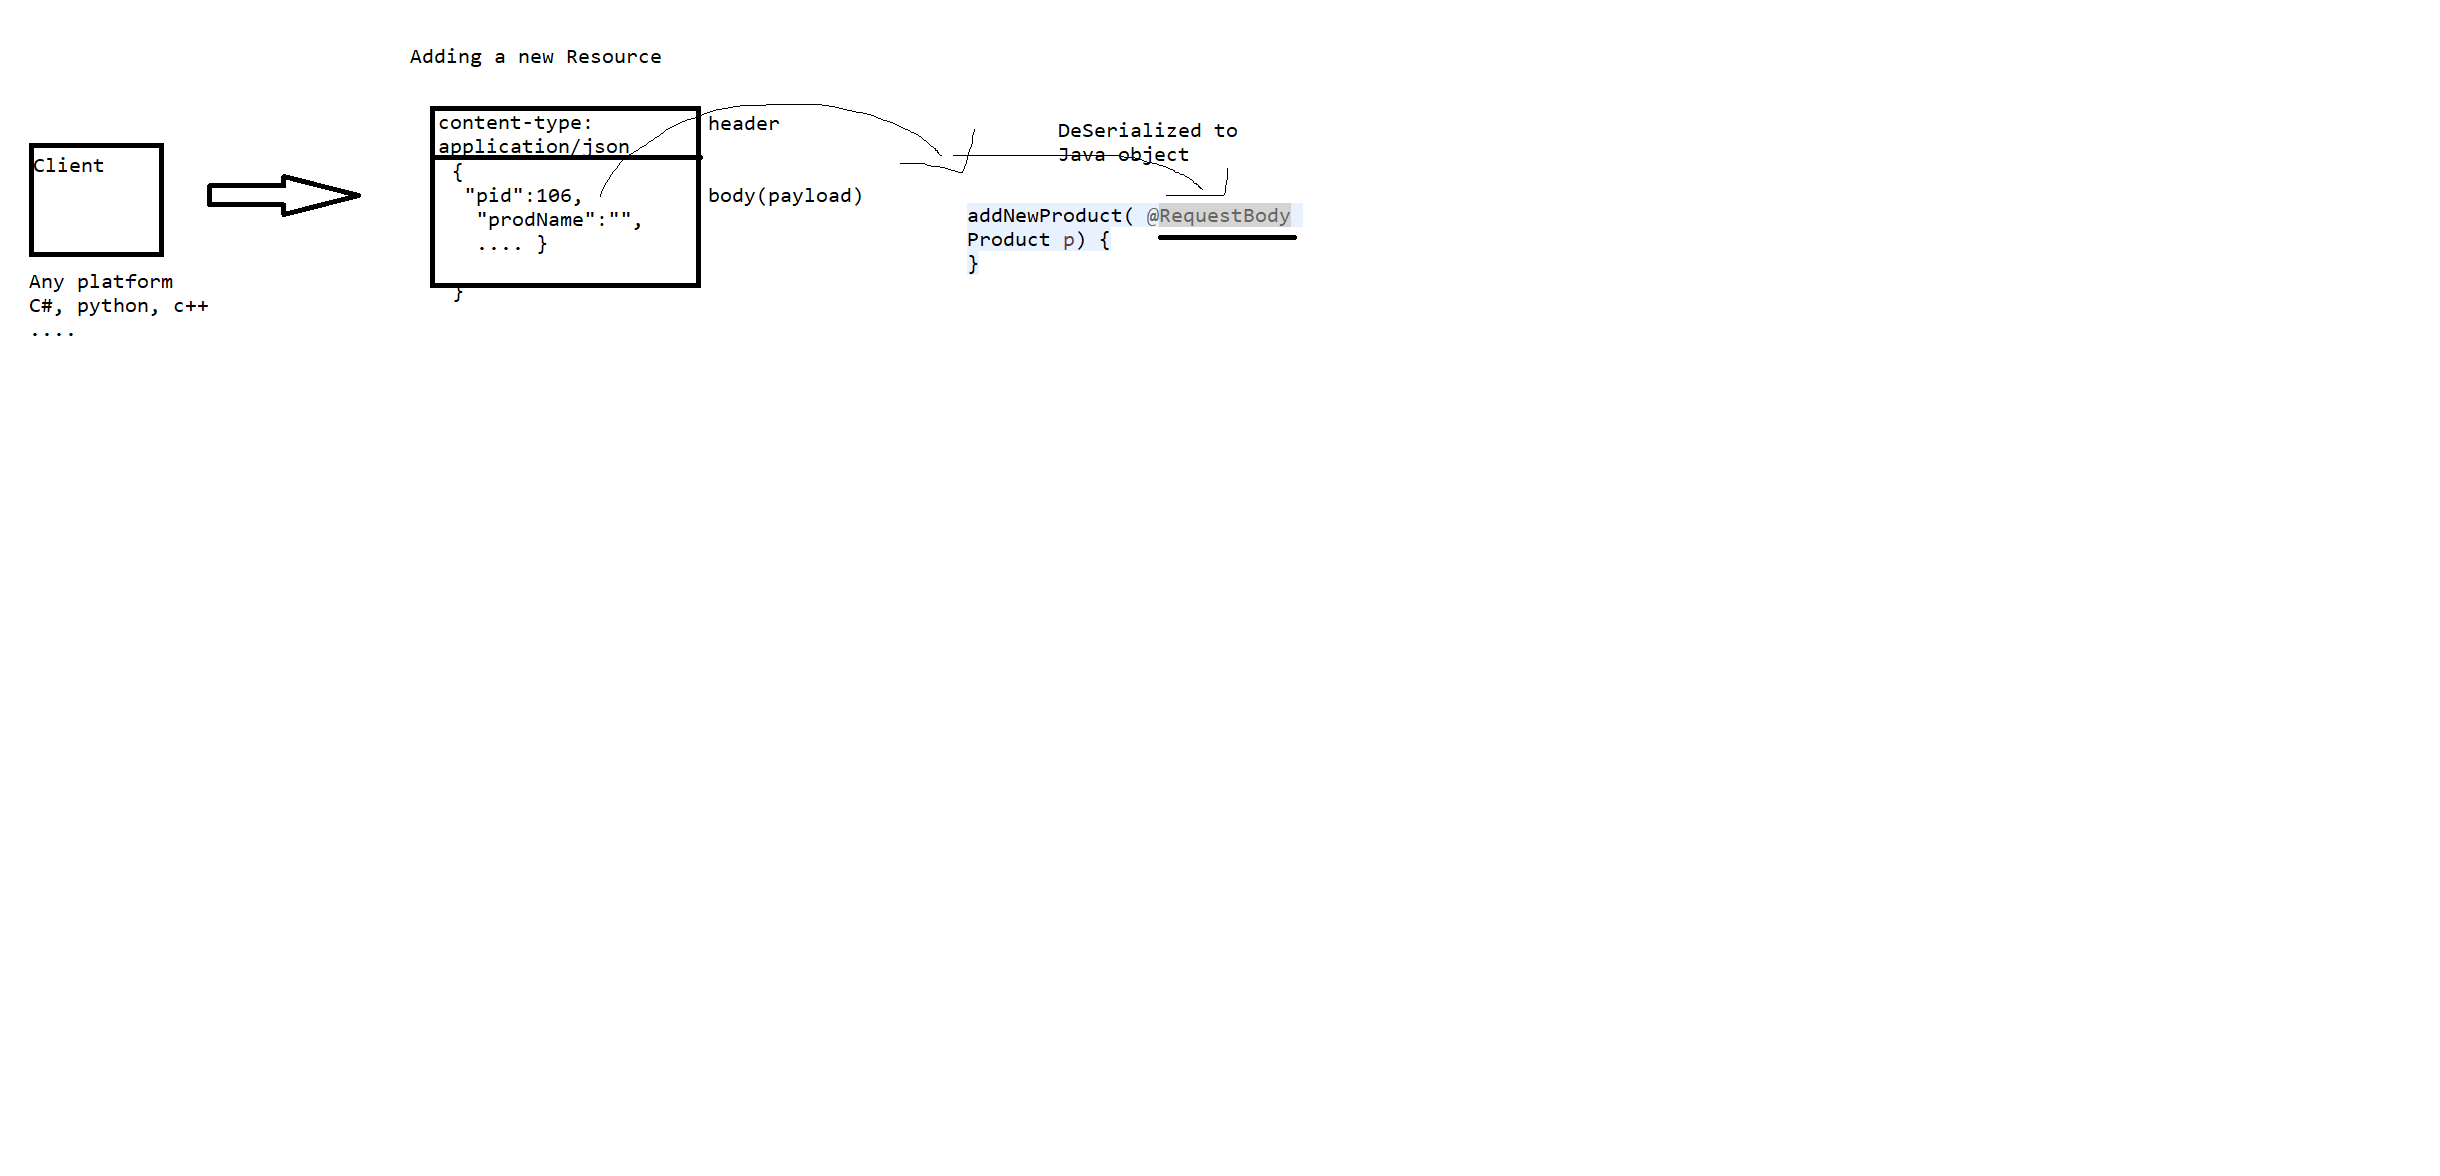 Adding a new Resource
Client
Any platform
C#, python, c++
....
content-type:
application/json
header
{
"pid":106,
"prodName":"",
.... }
}
body(payload)
DeSerialized to
Java object
addNewProduct( @RequestBody
Product p) {
}